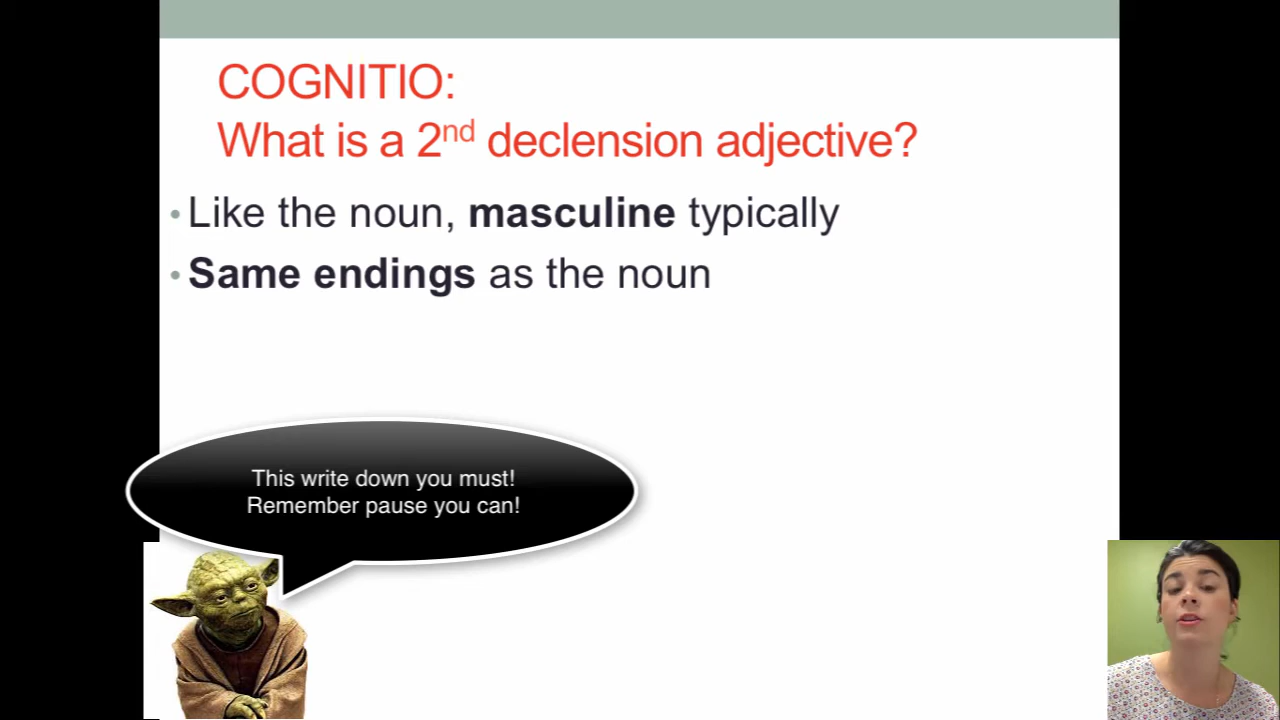 COGNITIO:
What is a 2nd declension adjective?
• Like the noun, masculine typically
• Same endings as the noun
This write down you must!
Remember pause you can!